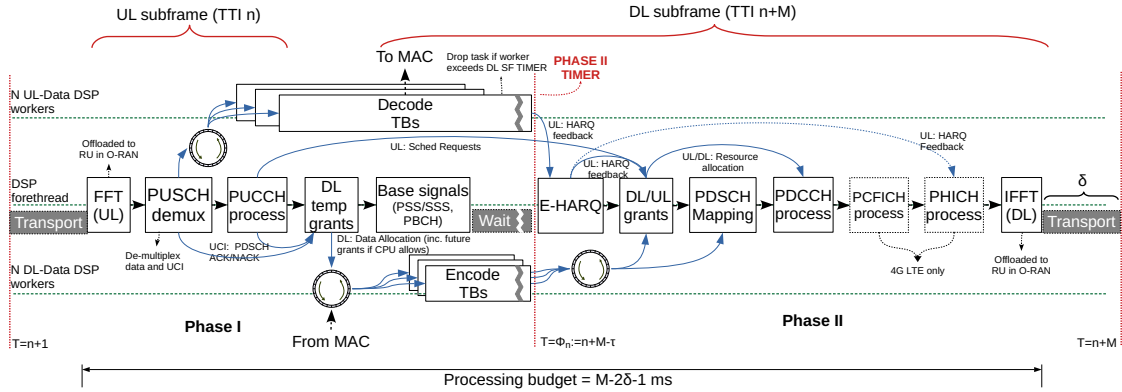 UL subframe (TTI n)
DL subframe (TTI n+M)
To MAC
Drop task if worker
exceeds DL SF TIMER
PHASE II
TIMER
N UL-Data DSP
workers
Decode
TBs
Offloaded to
RU in O-RAN
UL: Sched Requests
UL: HARQ
feedback
UL: HARQ
feedback
UL/DL: Resource
allocation
UL: HARQ
Feedback
DSP
forethread
Transport
FFT
(UL)
PUSCH
demux
PUCCH
process
DL
temp
grants
Base signals
(PSS/SSS,
PBCH)
Wait
E-HARQ
DL/UL
grants
PDSCH
Mapping
PDCCH
process
PCFICH
process
PHICH
process
IFFT
(DL)
δ
Transport
De-multiplex
data and UCI
UCI: PDSCH
ACK/NACK
DL: Data Allocation (inc. future
grants if CPU allows)
4G LTE only
Offloaded to
RU in O-RAN
N DL-Data DSP
workers
Encode
TBs
Phase I
From MAC
Phase II
T=n+1
T=Φn:=n+M-τ
T=n+M
Processing budget = M-2δ-1 ms